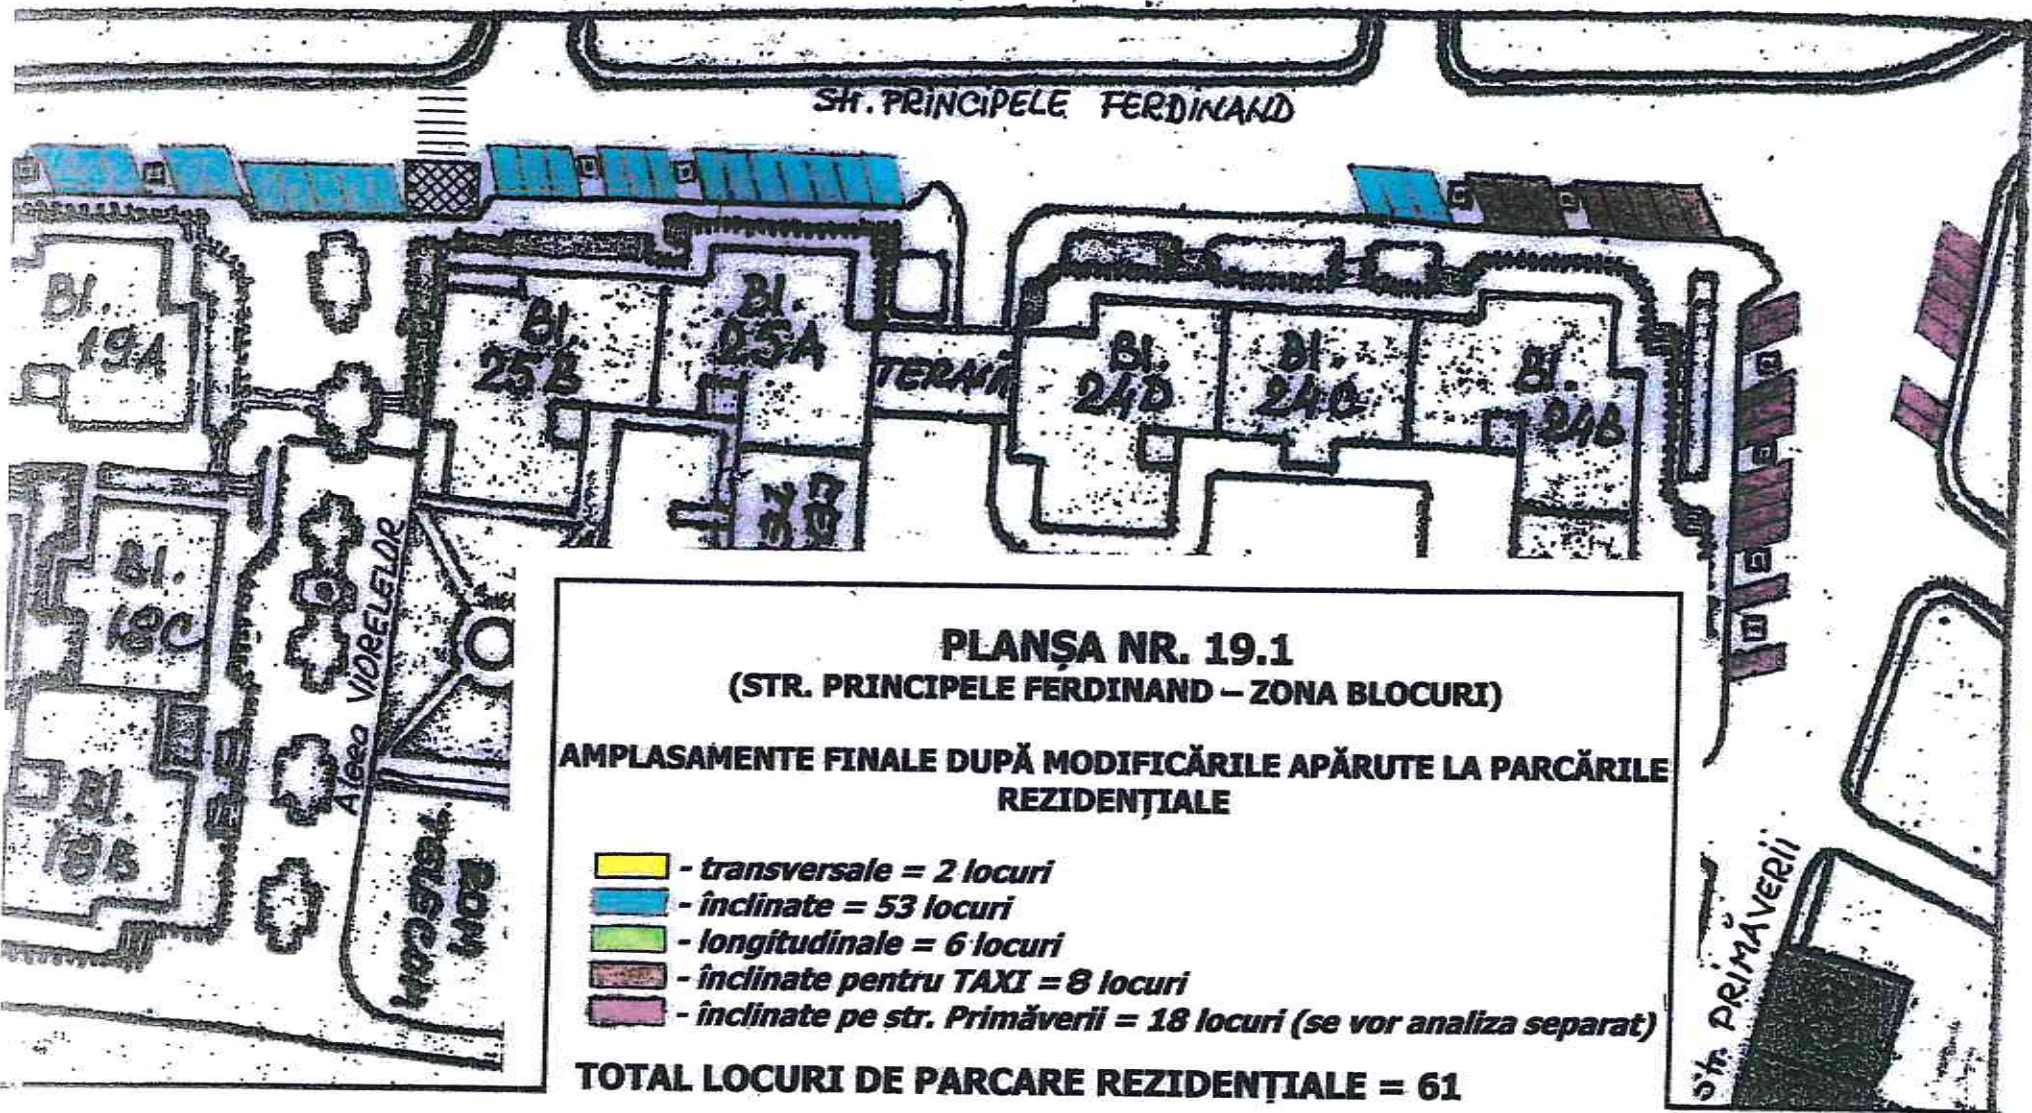 Str. PRINCIPELE FERDINAND
Bl. 19A
Bl. 25B
Bl. 25A
Bl. 24D
Bl. 24C
Bl. 24B
Bl. 18C
Bl. 18B
Aleea VIORELELOR
ROM
TELECOM
Str. PRIMĂVERII
PLANȘA NR. 19.1
(STR. PRINCIPELE FERDINAND – ZONA BLOCURI)
AMPLASAMENTE FINALE DUPĂ MODIFICĂRILE APĂRUTE LA PARCĂRILE
REZIDENȚIALE
- transversale = 2 locuri
- înclinate = 53 locuri
- longitudinale = 6 locuri
- înclinate pentru TAXI = 8 locuri
- înclinate pe str. Primăverii = 18 locuri (se vor analiza separat)
TOTAL LOCURI DE PARCARE REZIDENȚIALE = 61